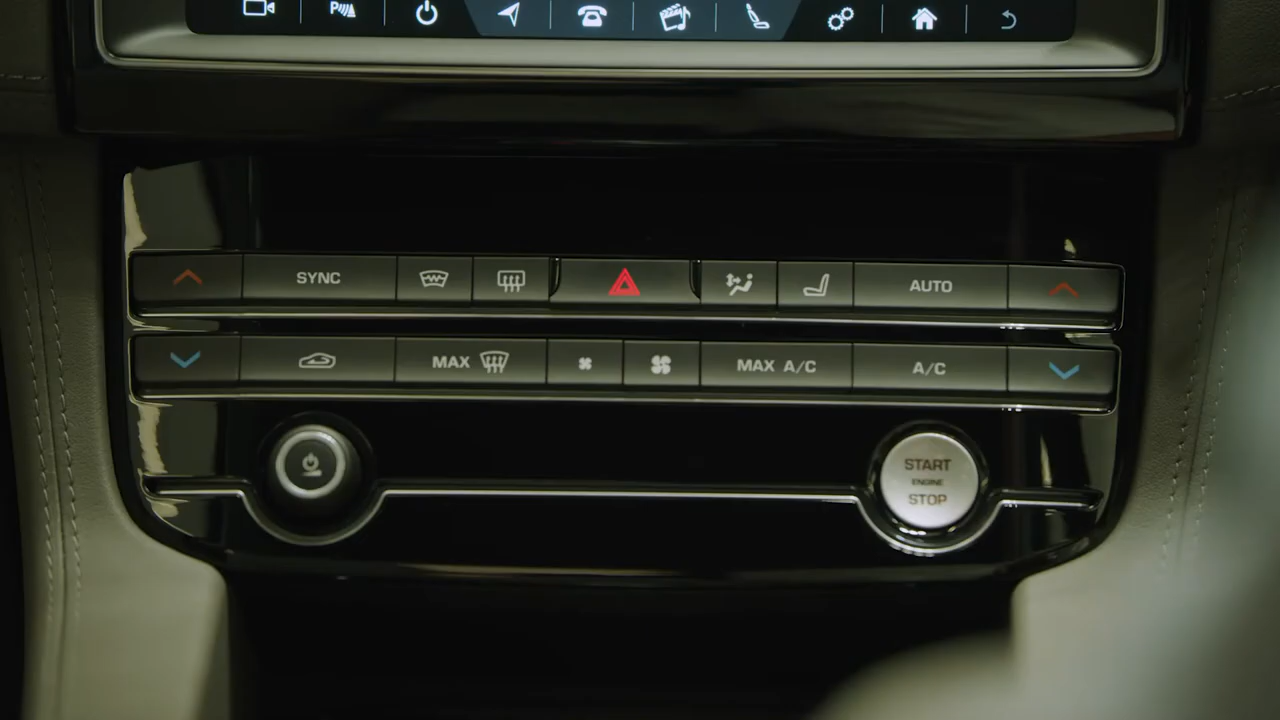 P
SYNC
AUTO
MAX
MAX A/C
A/C
START
ENGINE
STOP